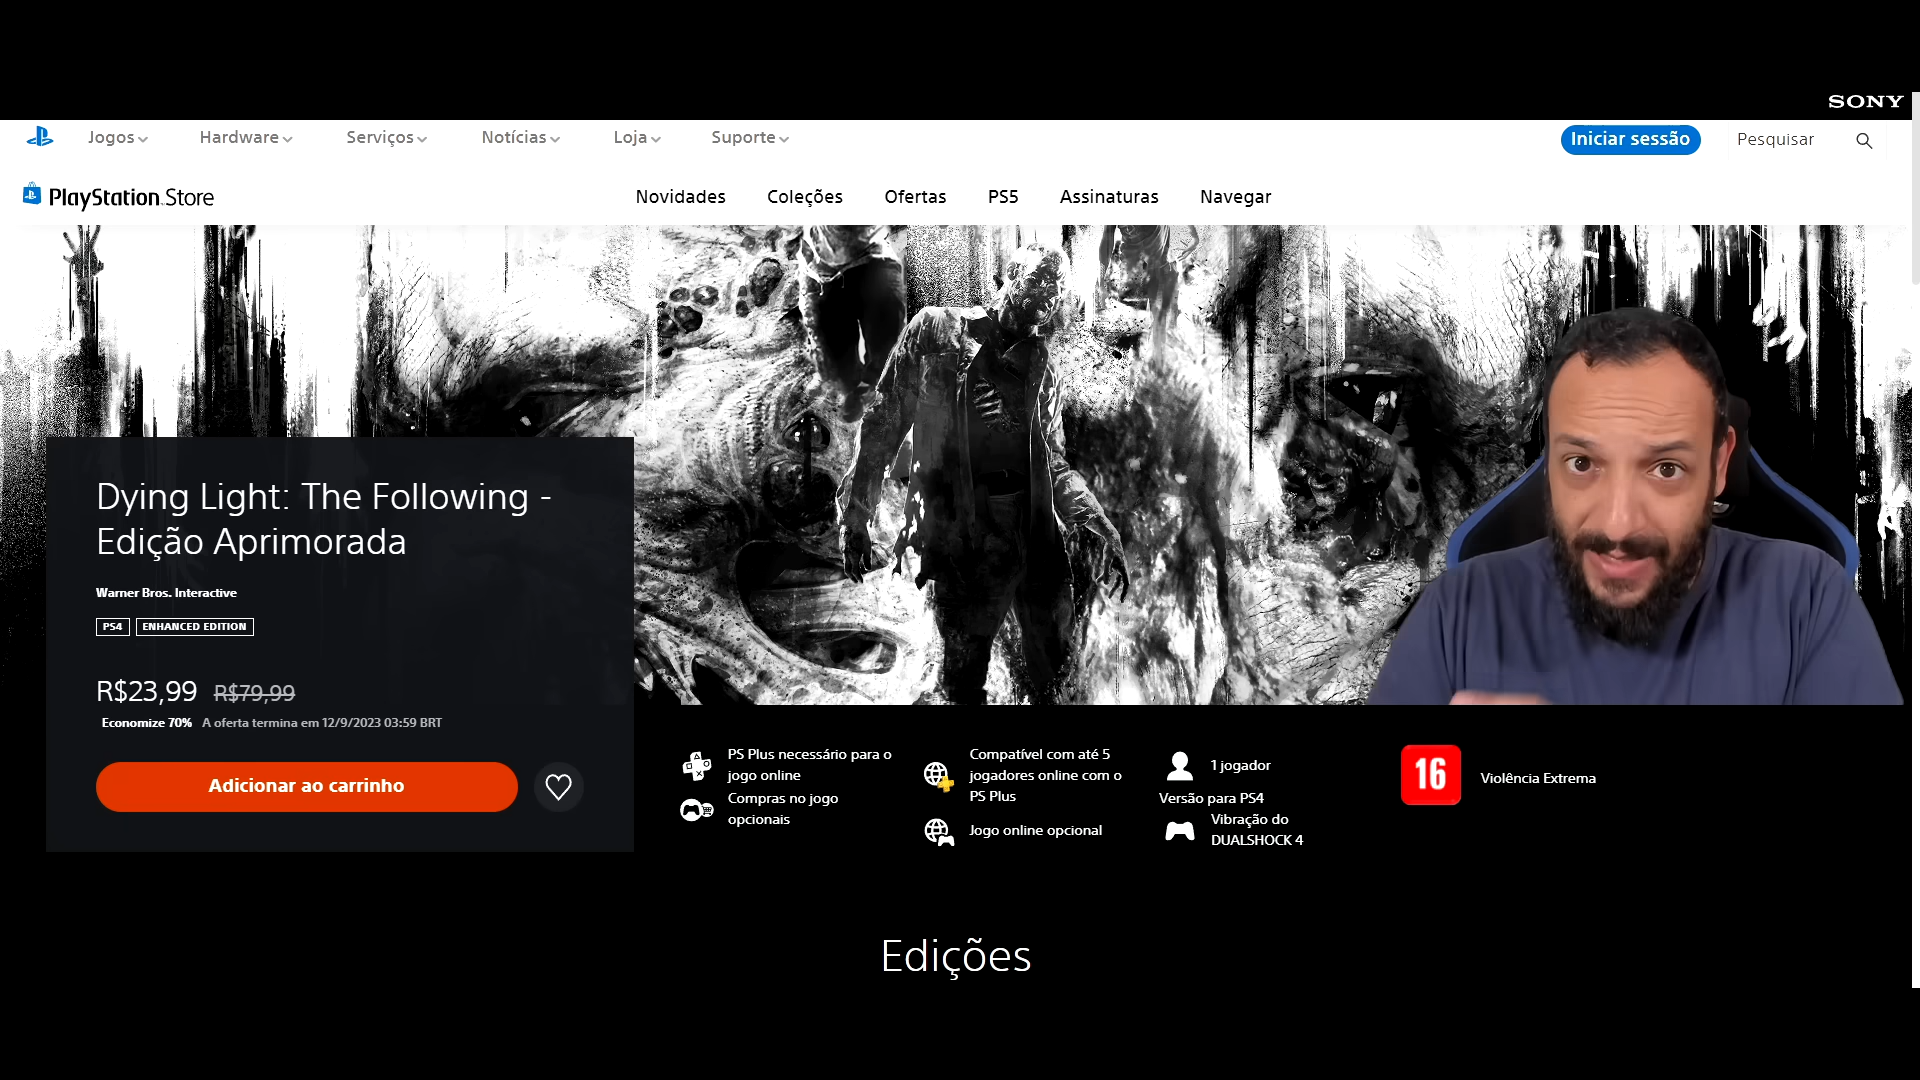 SONY
Jogos
Hardware
Serviços
Notícias
Loja
Suporte
Iniciar sessão
Pesquisar
PlayStation Store
Novidades
Coleções
Ofertas
PS5
Assinaturas
Navegar
Dying Light: The Following -
Edição Aprimorada
Warner Bros. Interactive
PS4
ENHANCED EDITION
R$23,99 R$79,99
Economize 70% A oferta termina em 12/9/2023 03:59 BRT
Adicionar ao carrinho
PS Plus necessário para o
jogo online
Compras no jogo
opcionais
Compatível com até 5
jogadores online com o
PS Plus
Jogo online opcional
1 jogador
Versão para PS4
Vibração do
DUALSHOCK 4
16
Violência Extrema
Edições